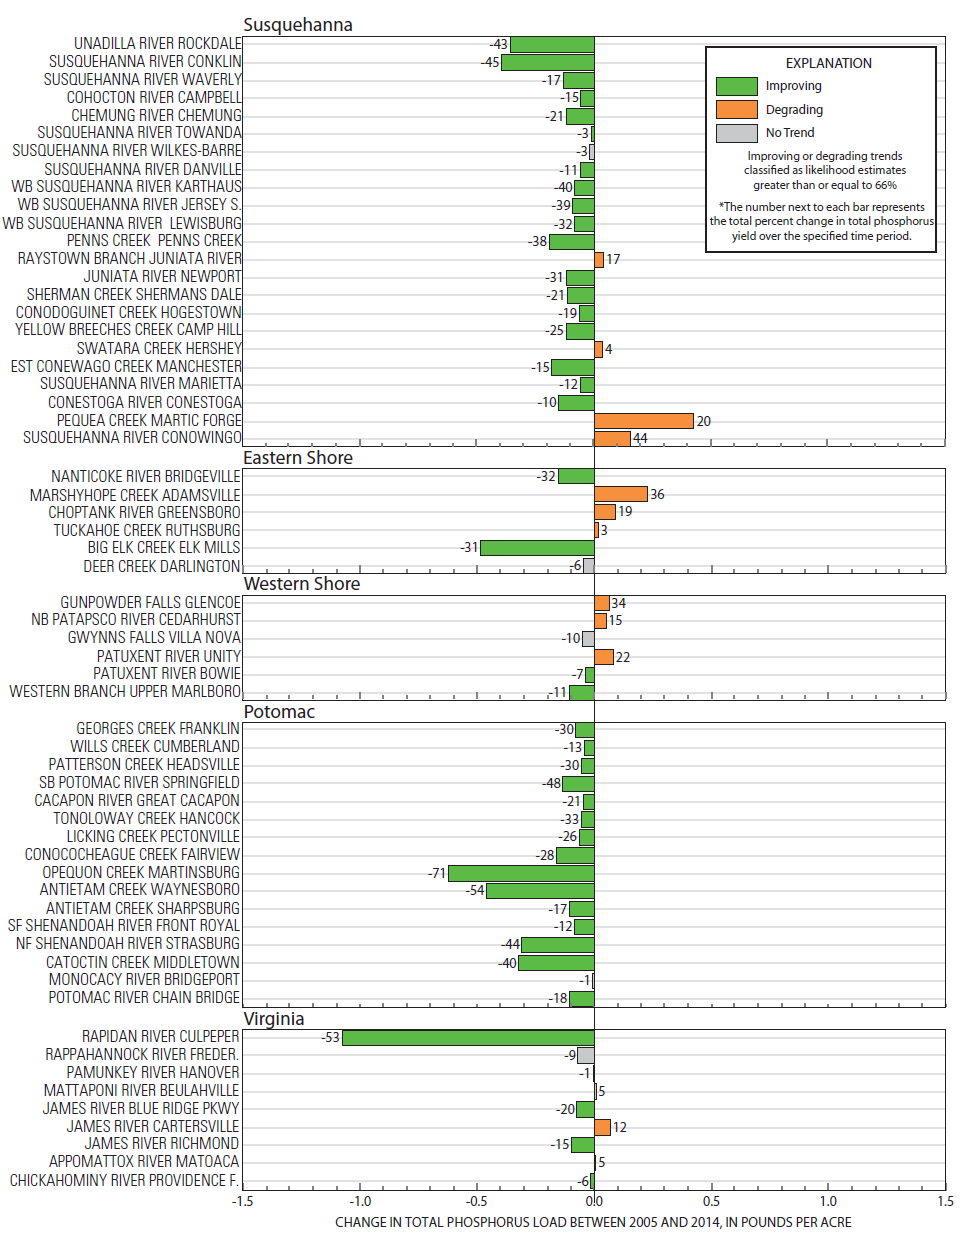 Susquehanna
UNADILLA RIVER ROCKDALE -43
SUSQUEHANNA RIVER CONKLIN -45
SUSQUEHANNA RIVER WAVERLY -17
COHOCTON RIVER CAMPBELL -15
CHEMUNG RIVER CHEMUNG -21
SUSQUEHANNA RIVER TOWANDA -3
SUSQUEHANNA RIVER WILKES-BARRE -3
SUSQUEHANNA RIVER DANVILLE -11
WB SUSQUEHANNA RIVER KARTHAUS -40
WB SUSQUEHANNA RIVER JERSEY S. -39
WB SUSQUEHANNA RIVER LEWISBURG -32
PENNS CREEK PENNS CREEK -38
RAYSTOWN BRANCH JUNIATA RIVER 17
JUNIATA RIVER NEWPORT -31
SHERMAN CREEK SHERMANS DALE -21
CONODOGUINET CREEK HOGESTOWN -19
YELLOW BREECHES CREEK CAMP HILL -25
SWATARA CREEK HERSHEY 4
EST CONEWAGO CREEK MANCHESTER -15
SUSQUEHANNA RIVER MARIETTA -12
CONESTOGA RIVER CONESTOGA -10
PEQUEA CREEK MARTIC FORGE 20
SUSQUEHANNA RIVER CONOWINGO 44
EXPLANATION
Improving
Degrading
No Trend
Improving or degrading trends
classified as likelihood estimates
greater than or equal to 66%
*The number next to each bar represents
the total percent change in total phosphorus
yield over the specified time period.
Eastern Shore
NANTICOKE RIVER BRIDGEVILLE -32
MARSHYHOPE CREEK ADAMSVILLE 36
CHOPTANK RIVER GREENSBORO 19
TUCKAHOE CREEK RUTHSBURG 3
BIG ELK CREEK ELK MILLS -31
DEER CREEK DARLINGTON -6
Western Shore
GUNPOWDER FALLS GLENCOE 34
NB PATAPSCO RIVER CEDARHURST 15
GWYNNS FALLS VILLA NOVA -10
PATUXENT RIVER UNITY 22
PATUXENT RIVER BOWIE -7
WESTERN BRANCH UPPER MARLBORO -11
Potomac
GEORGES CREEK FRANKLIN -30
WILLS CREEK CUMBERLAND -13
PATTERSON CREEK HEADSVILLE -30
SB POTOMAC RIVER SPRINGFIELD -48
CACAPON RIVER GREAT CACAPON -21
TONOLOWAY CREEK HANCOCK -33
LICKING CREEK PECTONVILLE -26
CONOCOCHEAGUE CREEK FAIRVIEW -28
OPEQUON CREEK MARTINSBURG -71
ANTIETAM CREEK WAYNESBORO -54
ANTIETAM CREEK SHARPSBURG -17
SF SHENANDOAH RIVER FRONT ROYAL -12
NF SHENANDOAH RIVER STRASBURG -44
CATOCTIN CREEK MIDDLETOWN -40
MONOCACY RIVER BRIDGEPORT -1
POTOMAC RIVER CHAIN BRIDGE -18
Virginia
RAPIDAN RIVER CULPEPER -53
RAPPAHANNOCK RIVER FREDER. -9
PAMUNKEY RIVER HANOVER -1
MATTAPONI RIVER BEULAHVILLE 5
JAMES RIVER BLUE RIDGE PKWY -20
JAMES RIVER CARTERSVILLE 12
JAMES RIVER RICHMOND -15
APPOMATTOX RIVER MATOACA 5
CHICKAHOMINY RIVER PROVIDENCE F. -6
-1.5 -1.0 -0.5 0.0 0.5 1.0 1.5
CHANGE IN TOTAL PHOSPHORUS LOAD BETWEEN 2005 AND 2014, IN POUNDS PER ACRE